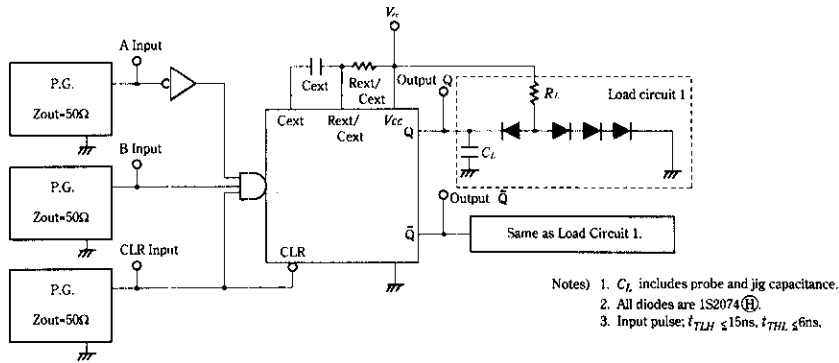 A Input
P.G.
Zout=50Ω
B Input
P.G.
Zout=50Ω
CLR Input
P.G.
Zout=50Ω
Vcc
Cext
Rext/
Cext
Output Q
Cext
Rext/
Cext
Vcc
Q
Q̄
CLR
RL
Load circuit 1
CL
Output Q̄
Same as Load Circuit 1.
Notes) 1. CL includes probe and jig capacitance.
2. All diodes are 1S2074Ⓗ.
3. Input pulse; tTLH ≦15ns, tTHL ≦6ns,